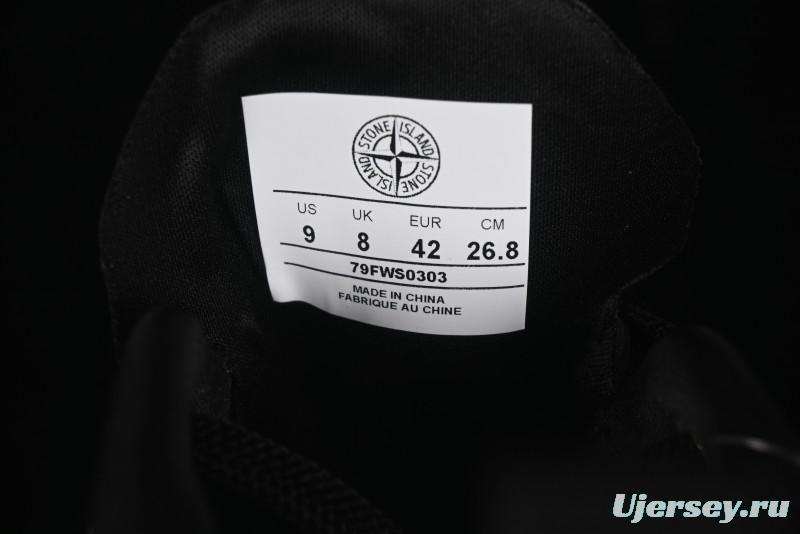 STONE ISLAND STONE ISLAND
US UK EUR CM
9 8 42 26.8
79FWS0303
MADE IN CHINA
FABRIQUE AU CHINE
Ujersey.ru